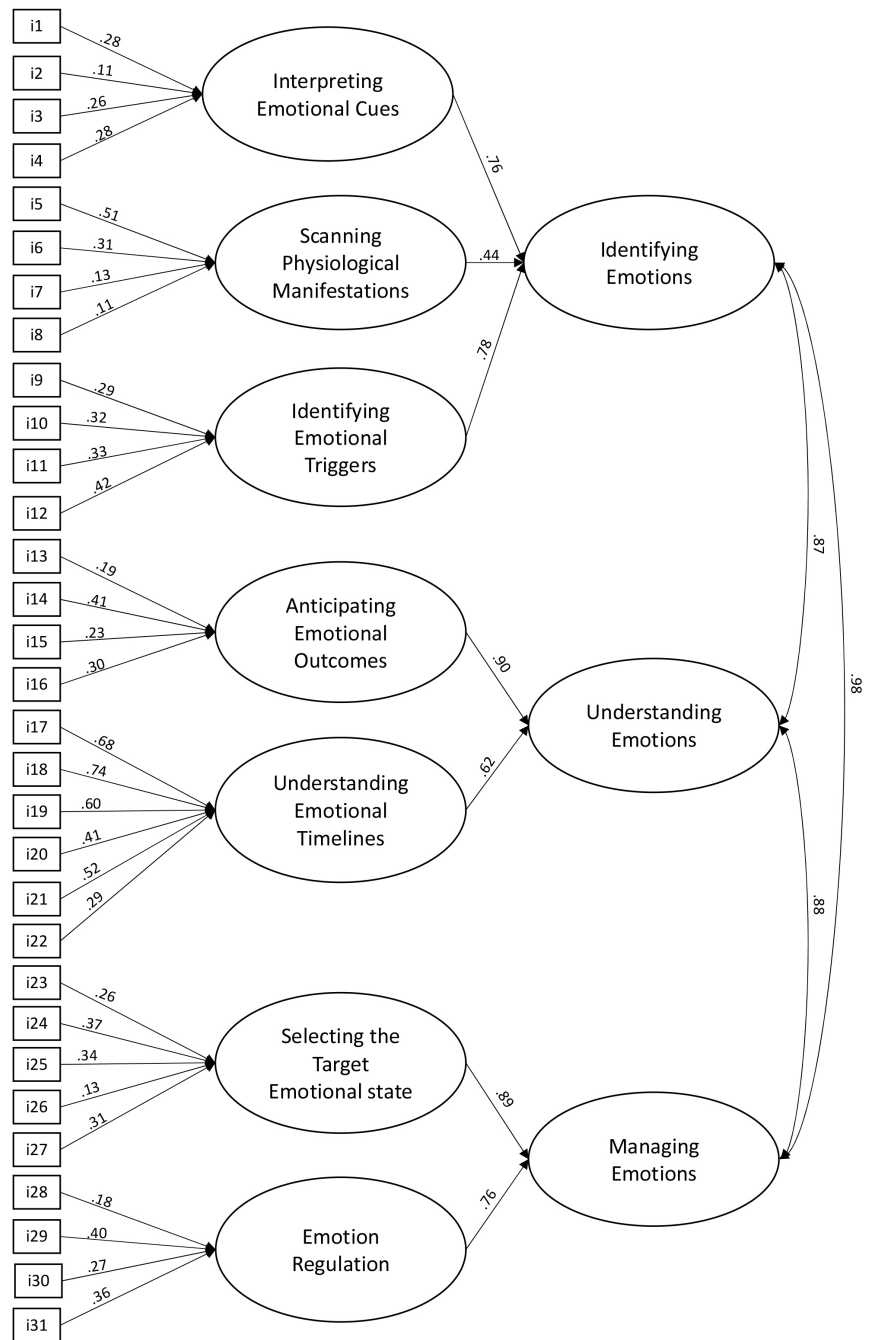 i1
.28
i2
.11
i3
.26
i4
.28
Interpreting
Emotional Cues
.76
i5
.51
i6
.31
i7
.13
i8
.11
Scanning
Physiological
Manifestations
.44
Identifying
Emotions
i9
.29
i10
.32
i11
.33
i12
.42
Identifying
Emotional
Triggers
.78
.87
i13
.19
i14
.41
i15
.23
i16
.30
Anticipating
Emotional
Outcomes
.90
i17
.68
i18
.74
i19
.60
i20
.41
i21
.52
i22
.29
Understanding
Emotional
Timelines
.62
Understanding
Emotions
.98
.88
i23
.26
i24
.37
i25
.34
i26
.13
i27
.31
Selecting the
Target
Emotional state
.89
Managing
Emotions
i28
.18
i29
.40
i30
.27
i31
.36
Emotion
Regulation
.76